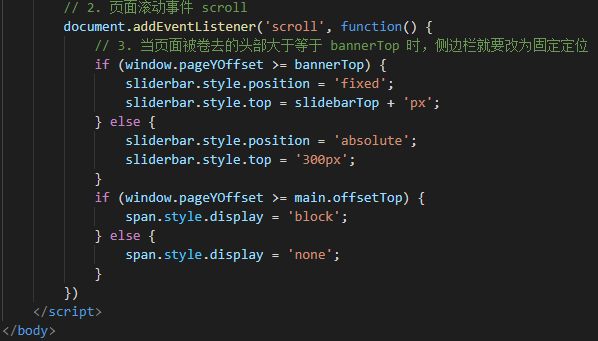 // 2. 页面滚动事件 scroll
document.addEventListener('scroll', function() {
// 3. 当页面被卷去的头部大于等于 bannerTop 时，侧边栏就要改为固定定位
if (window.pageYOffset >= bannerTop) {
sliderbar.style.position = 'fixed';
sliderbar.style.top = slidebarTop + 'px';
} else {
sliderbar.style.position = 'absolute';
sliderbar.style.top = '300px';
}
if (window.pageYOffset >= main.offsetTop) {
span.style.display = 'block';
} else {
span.style.display = 'none';
}
})
</script>
</body>